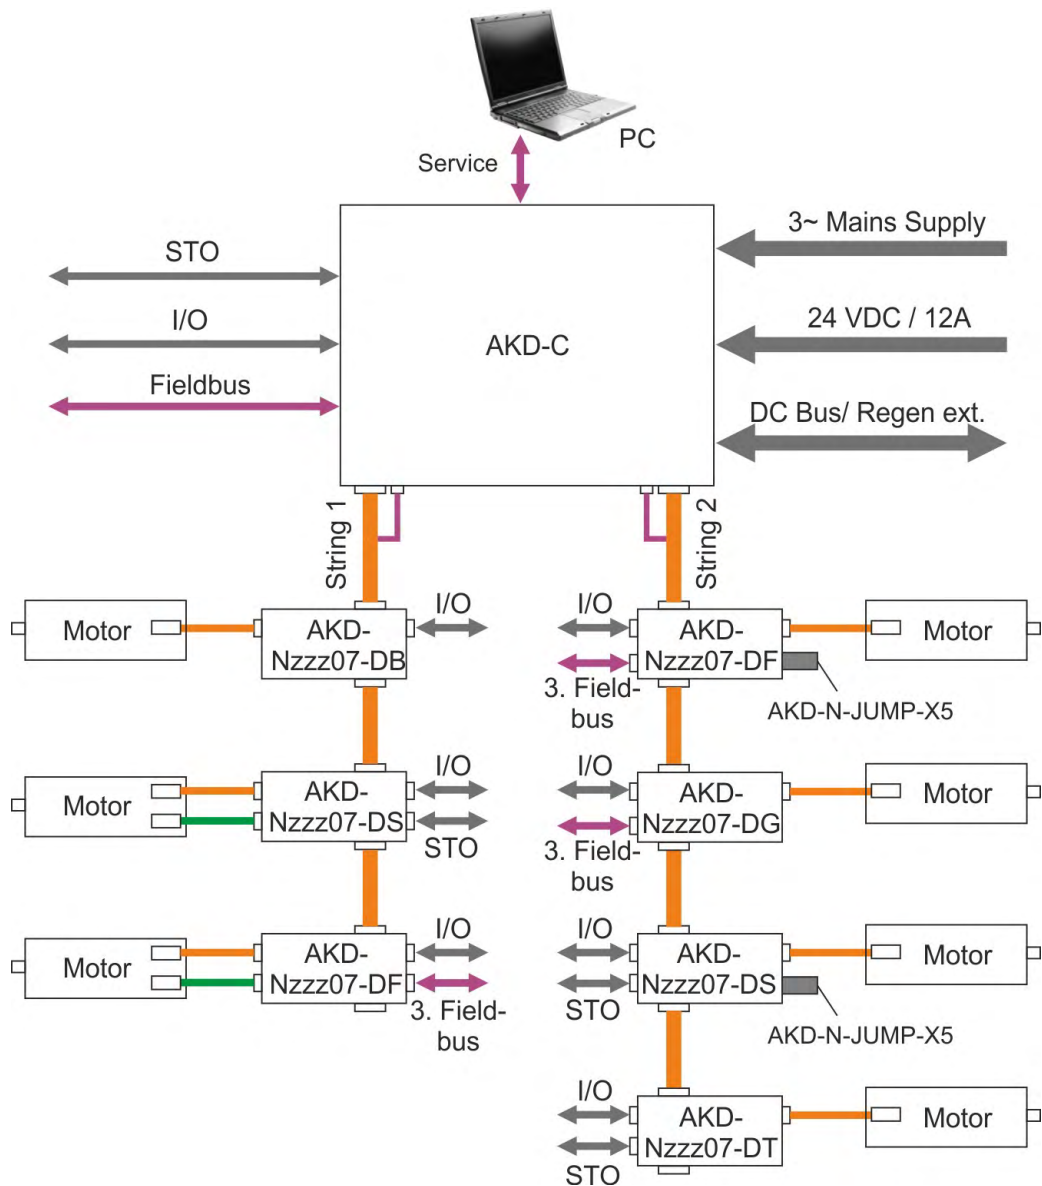 PC
Service
STO
3~ Mains Supply
I/O
24 VDC / 12A
AKD-C
Fieldbus
DC Bus/ Regen ext.
String 1
String 2
Motor
AKD-
Nzzz07-DB
I/O
I/O
AKD-
Nzzz07-DF
Motor
3. Field-
bus
AKD-N-JUMP-X5
Motor
AKD-
Nzzz07-DS
I/O
STO
I/O
AKD-
Nzzz07-DG
Motor
3. Field-
bus
Motor
AKD-
Nzzz07-DF
I/O
3. Field-
bus
I/O
AKD-
Nzzz07-DS
Motor
STO
AKD-N-JUMP-X5
I/O
AKD-
Nzzz07-DT
Motor
STO